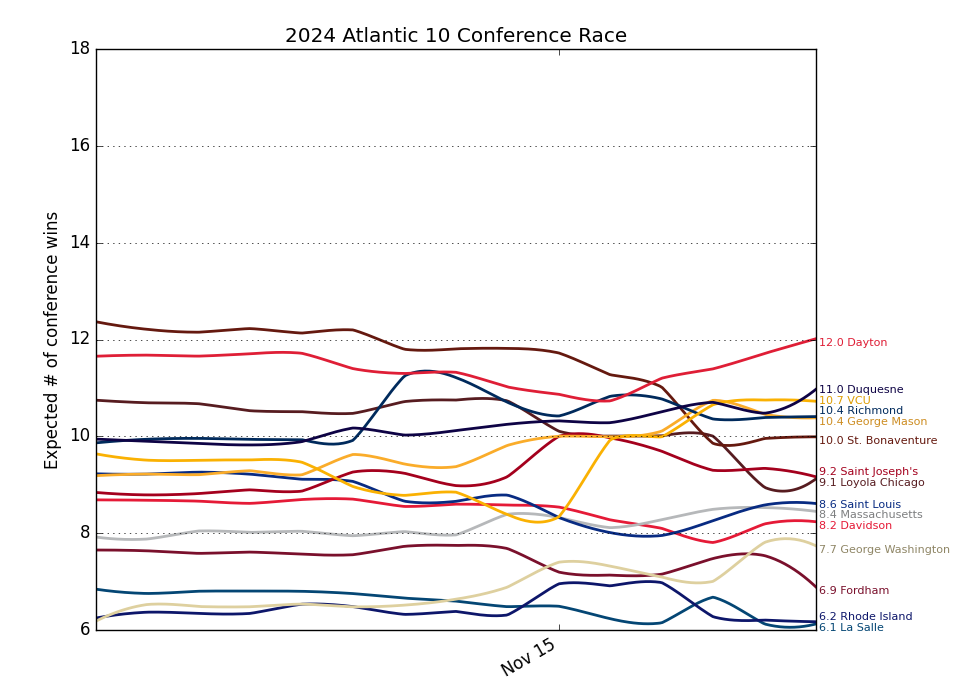 2024 Atlantic 10 Conference Race
Expected # of conference wins
18
16
14
12
10
8
6
Nov 15
12.0 Dayton
11.0 Duquesne
10.7 VCU
10.4 Richmond
10.4 George Mason
10.0 St. Bonaventure
9.2 Saint Joseph's
9.1 Loyola Chicago
8.6 Saint Louis
8.4 Massachusetts
8.2 Davidson
7.7 George Washington
6.9 Fordham
6.2 Rhode Island
6.1 La Salle